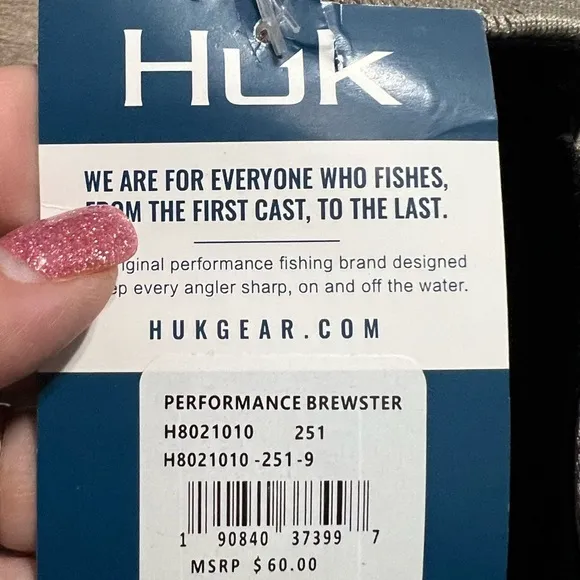 Huk
WE ARE FOR EVERYONE WHO FISHES,
FROM THE FIRST CAST, TO THE LAST.
performance fishing brand designed
every angler sharp, on and off the water.
HUKGEAR.COM
PERFORMANCE BREWSTER
H8021010 251
H8021010 -251-9
1 90840 37399 7
MSRP $60.00